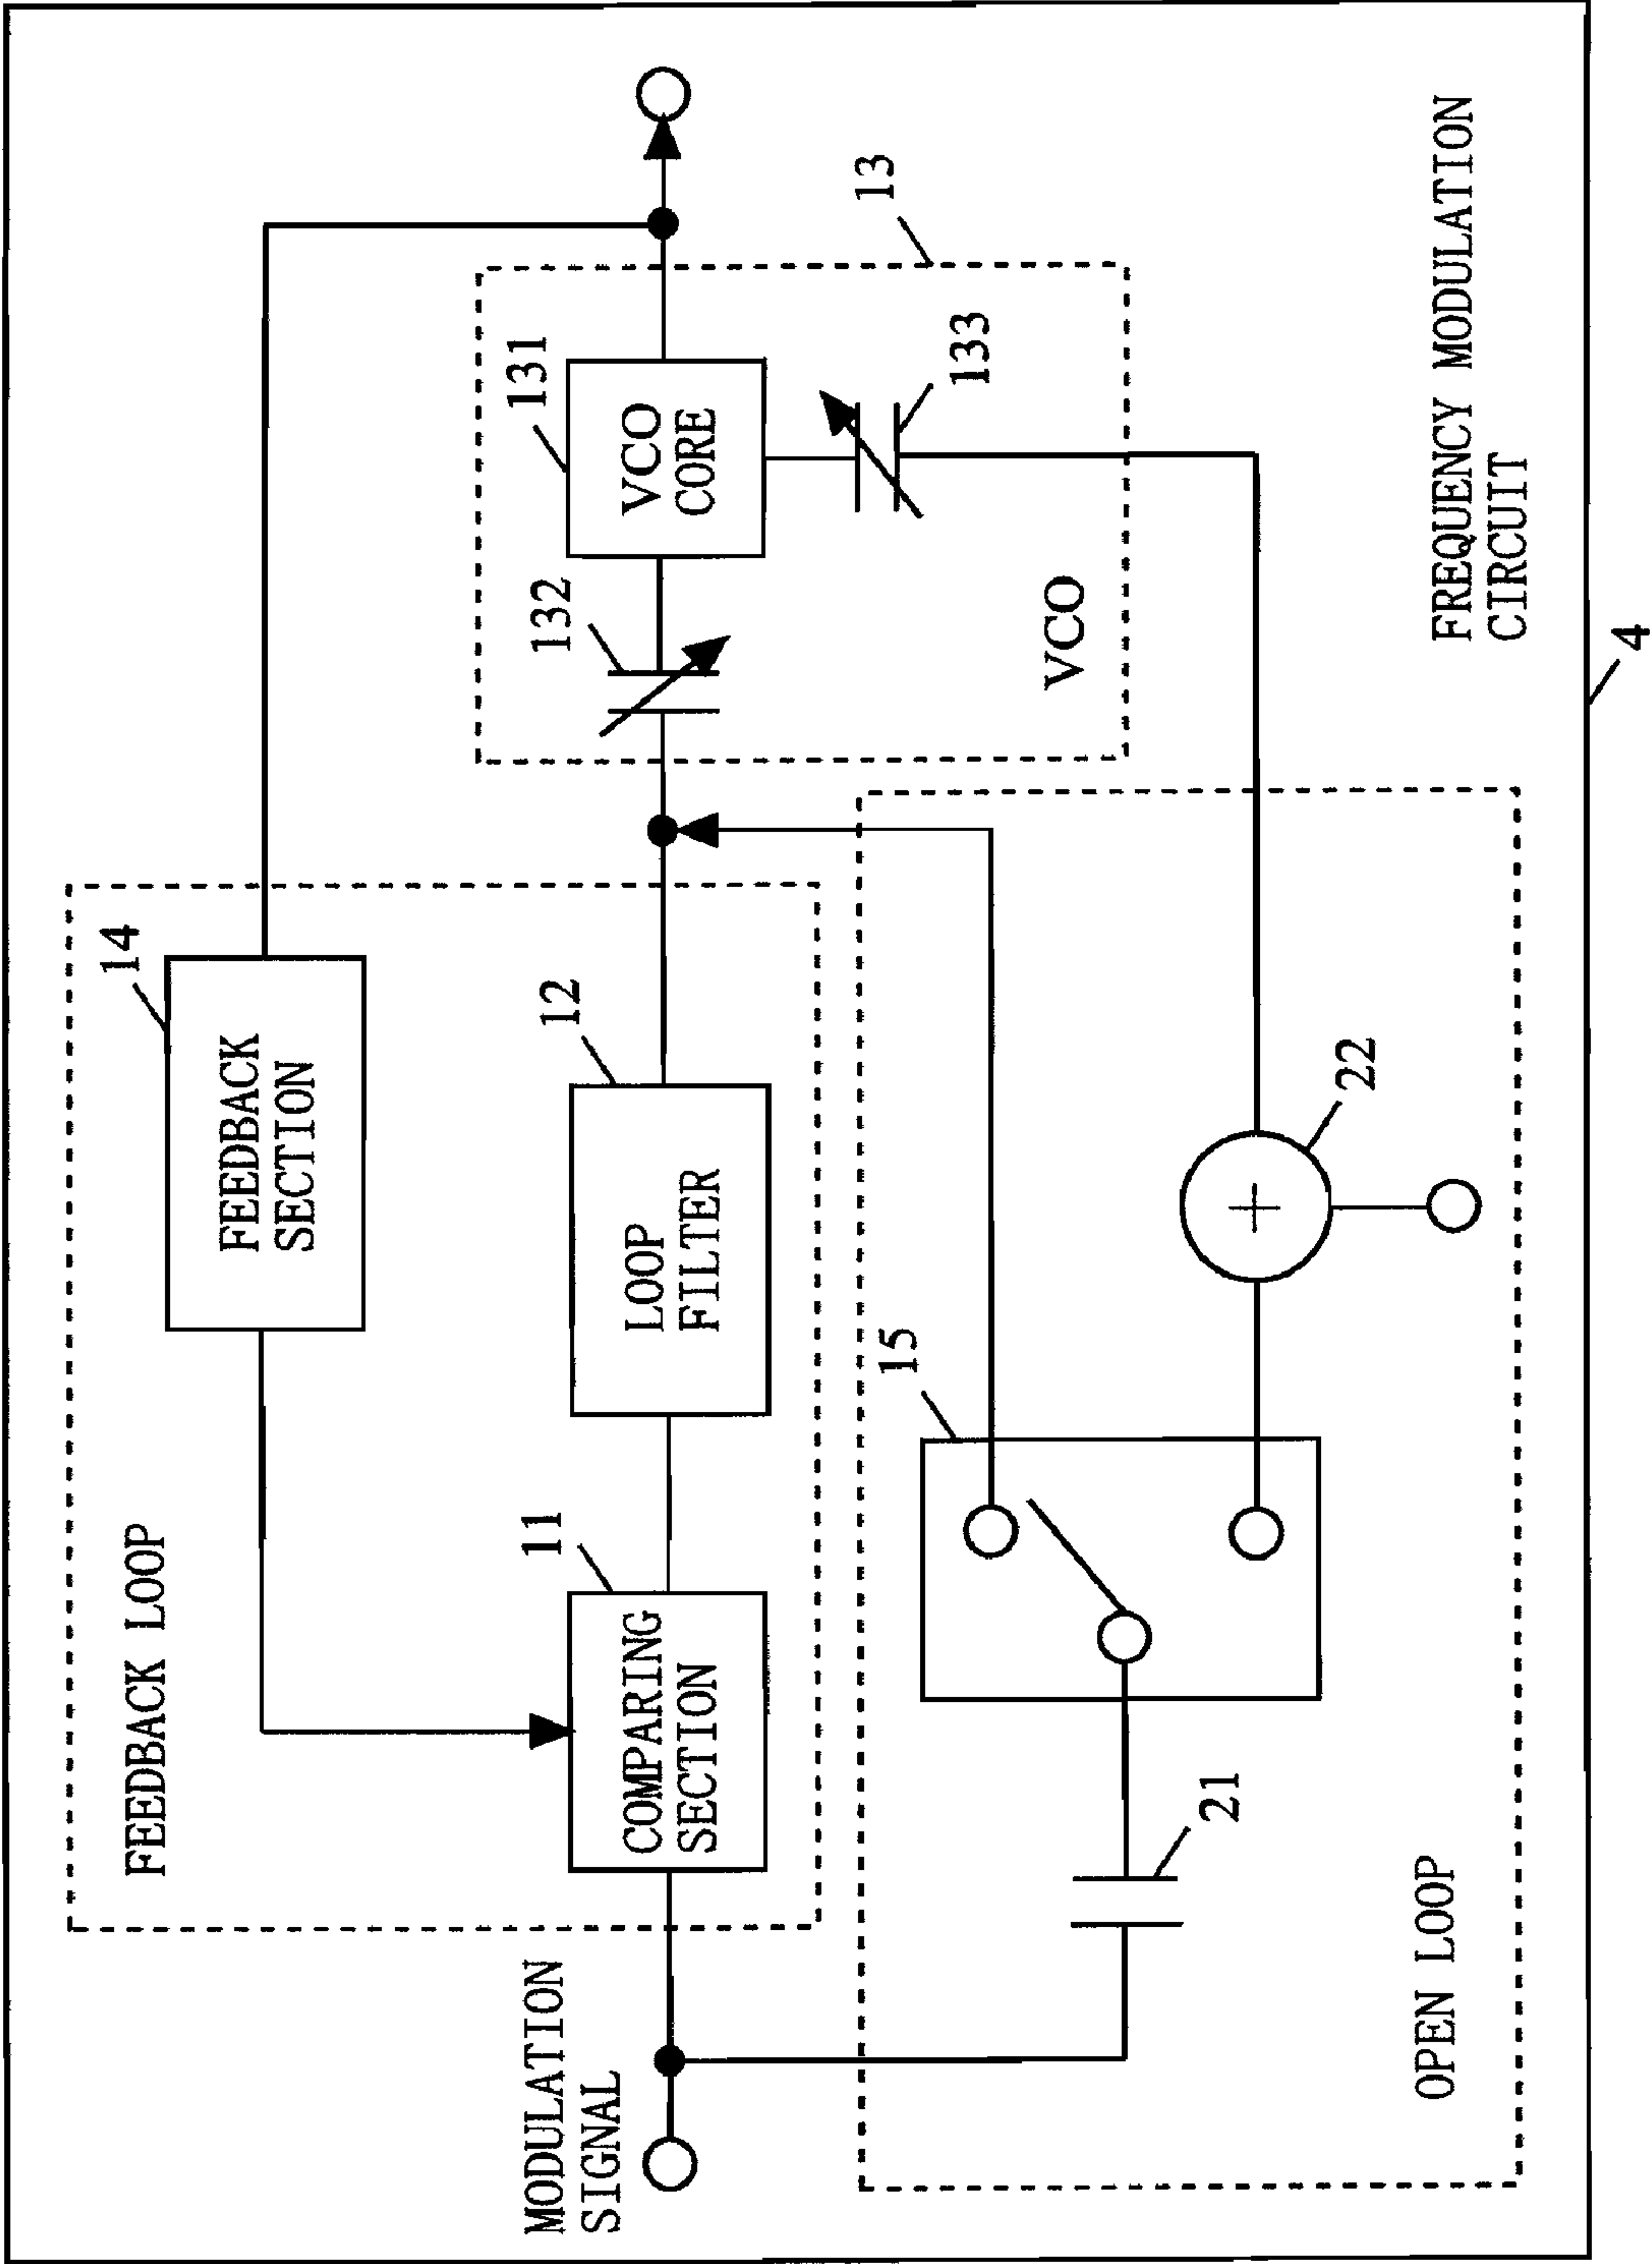 FEEDBACK LOOP
14
FEEDBACK
SECTION
MODULATION
SIGNAL
11
COMPARING
SECTION
12
LOOP
FILTER
132
131
VCO
CORE
133
13
VCO
15
21
22
OPEN LOOP
FREQUENCY MODULATION
CIRCUIT
4